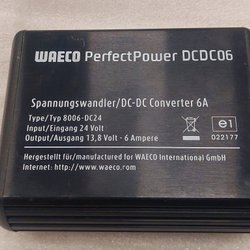 WAECO PerfectPower DCDC06
Spannungswandler/DC-DC Converter 6A
Type/Typ 8006-DC24
Input/Eingang 24 Volt
Output/Ausgang 13,8 Volt - 6 Ampere
e1
022177
Hergestellt für/manufactured for WAECO International GmbH
Internet: http://www.waeco.com